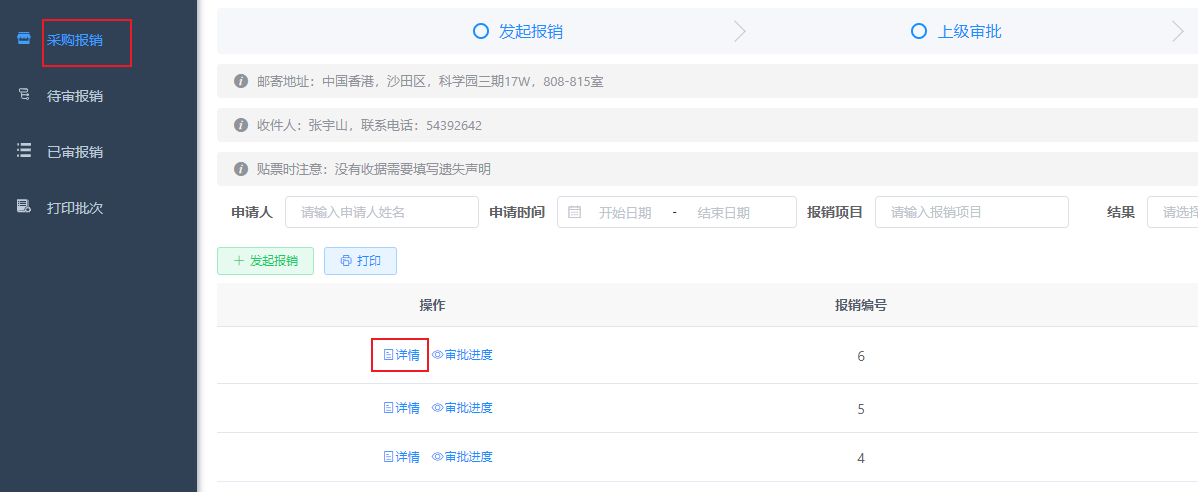 采购报销
待审报销
已审报销
打印批次
发起报销
上级审批
邮寄地址：中国香港，沙田区，科学园三期17W，808-815室
收件人：张宇山，联系电话：54392642
贴票时注意：没有收据需要填写遗失声明
申请人 请输入申请人姓名 申请时间 开始日期 - 结束日期 报销项目 请输入报销项目 结果 请选择
发起报销 打印
操作 报销编号
详情 审批进度 6
详情 审批进度 5
详情 审批进度 4